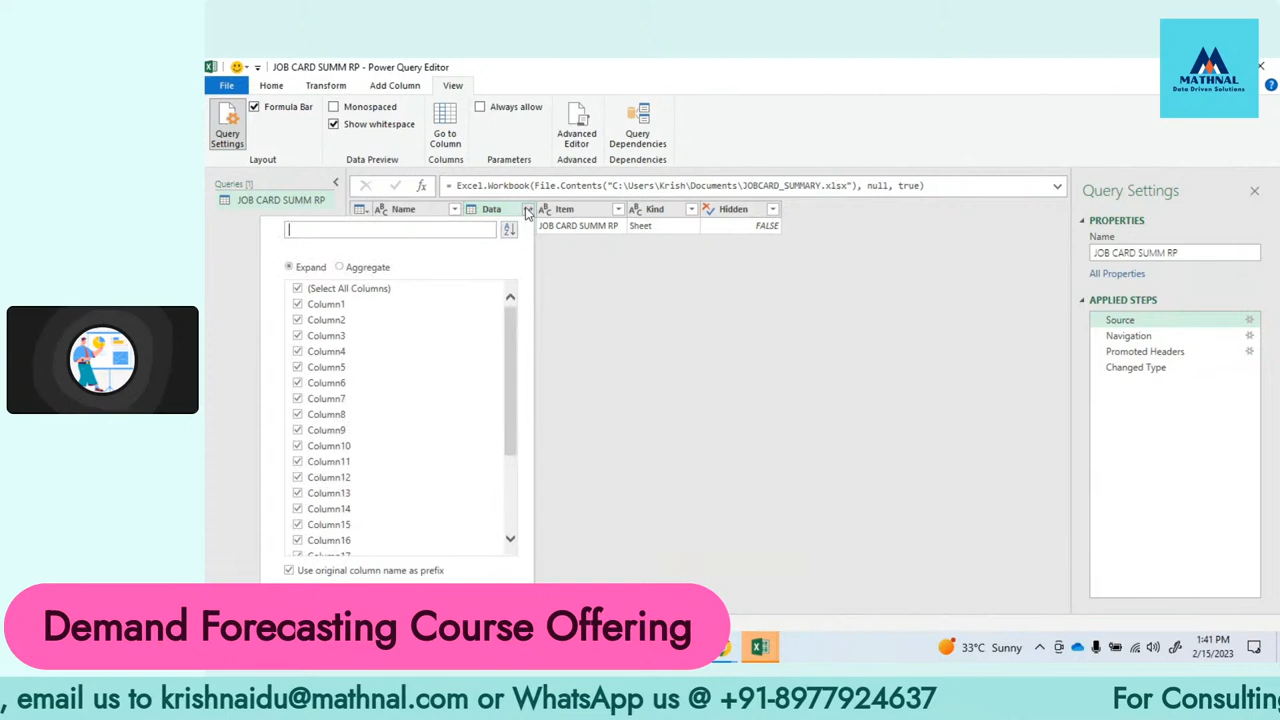 JOB CARD SUMM RP - Power Query Editor
MATHNAL
Data Driven Solutions
File Home Transform Add Column View
Query Settings
Formula Bar
Layout
Monospaced
Show whitespace
Data Preview
Go to Column
Columns
Always allow
Parameters
Advanced Editor
Advanced
Query Dependencies
Dependencies
Queries [1]
JOB CARD SUMM RP
fx = Excel.Workbook(File.Contents("C:\Users\Krish\Documents\JOBCARD_SUMMARY.xlsx"), null, true)
Name Data Item Kind Hidden
JOB CARD SUMM RP Sheet FALSE
Expand Aggregate
(Select All Columns)
Column1
Column2
Column3
Column4
Column5
Column6
Column7
Column8
Column9
Column10
Column11
Column12
Column13
Column14
Column15
Column16
Column17
Use original column name as prefix
Query Settings
PROPERTIES
Name
JOB CARD SUMM RP
All Properties
APPLIED STEPS
Source
Navigation
Promoted Headers
Changed Type
Demand Forecasting Course Offering
33°C Sunny
1:41 PM
2/15/2023
, email us to krishnaidu@mathnal.com or WhatsApp us @ +91-8977924637 For Consulting